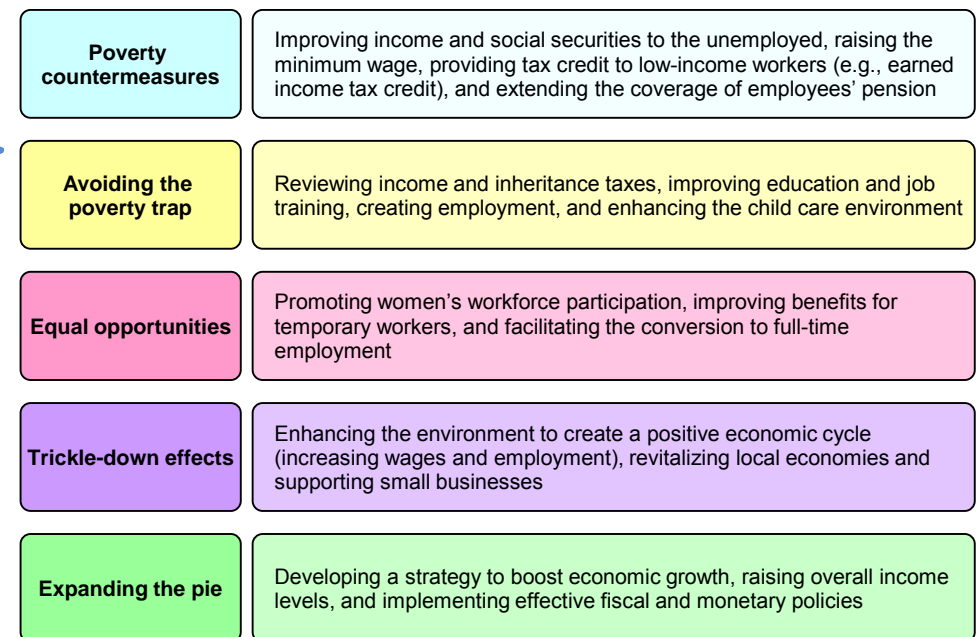 Poverty
countermeasures
Improving income and social securities to the unemployed, raising the
minimum wage, providing tax credit to low-income workers (e.g., earned
income tax credit), and extending the coverage of employees’ pension
Avoiding the
poverty trap
Reviewing income and inheritance taxes, improving education and job
training, creating employment, and enhancing the child care environment
Equal opportunities
Promoting women’s workforce participation, improving benefits for
temporary workers, and facilitating the conversion to full-time
employment
Trickle-down effects
Enhancing the environment to create a positive economic cycle
(increasing wages and employment), revitalizing local economies and
supporting small businesses
Expanding the pie
Developing a strategy to boost economic growth, raising overall income
levels, and implementing effective fiscal and monetary policies